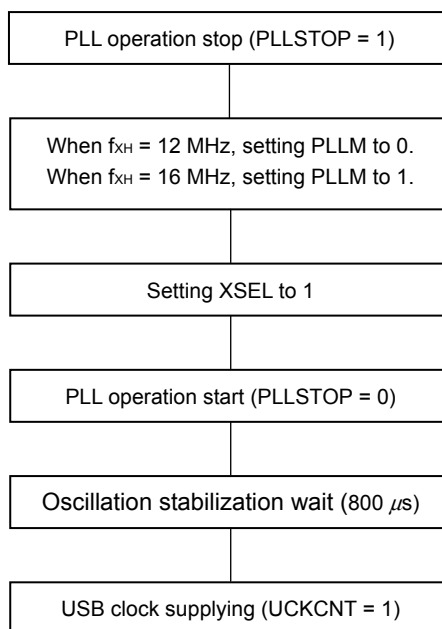 PLL operation stop (PLLSTOP = 1)
When fXH = 12 MHz, setting PLLM to 0.
When fXH = 16 MHz, setting PLLM to 1.
Setting XSEL to 1
PLL operation start (PLLSTOP = 0)
Oscillation stabilization wait (800 μs)
USB clock supplying (UCKCNT = 1)